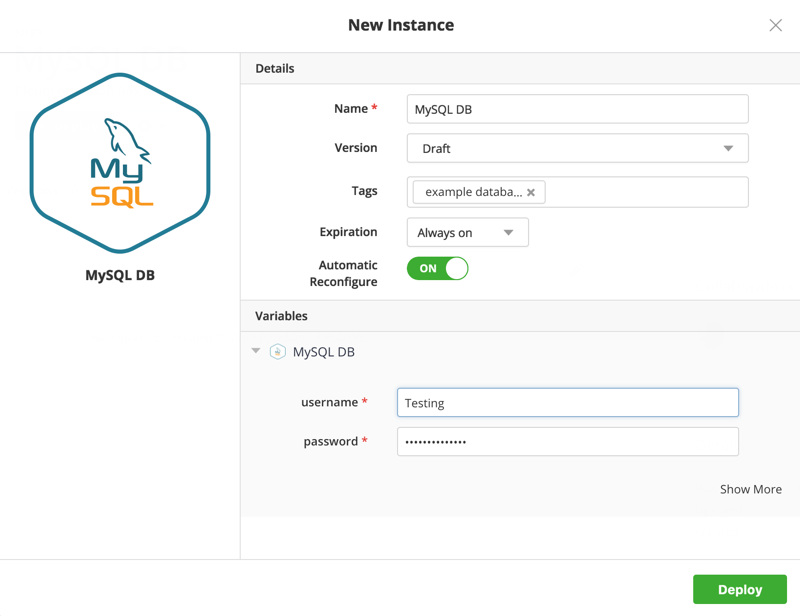 New Instance
My
SQL
MySQL DB
Details
Name *
MySQL DB
Version
Draft
Tags
example databa...
Expiration
Always on
Automatic
Reconfigure
ON
Variables
MySQL DB
username *
Testing
password *
••••••••••••••
Show More
Deploy